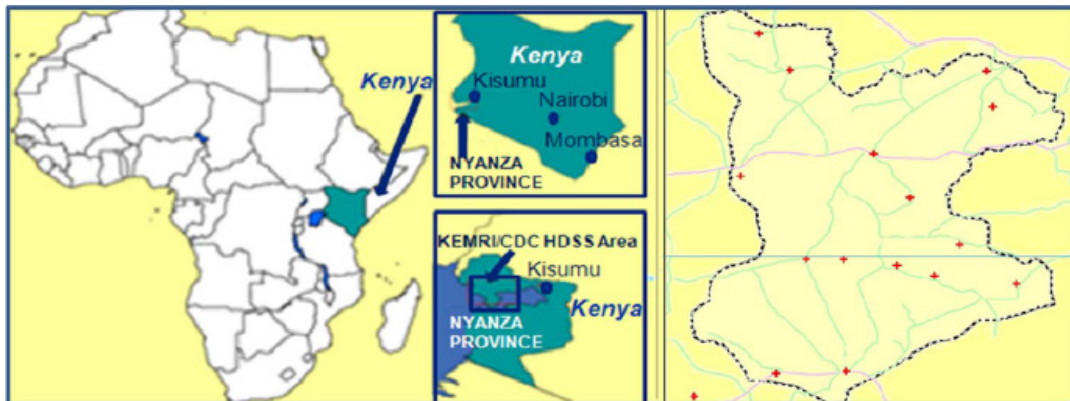 Kenya
Kenya
Kisumu
Nairobi
Mombasa
NYANZA
PROVINCE
KEMRI/CDC HDSS Area
Kisumu
Kenya
NYANZA
PROVINCE